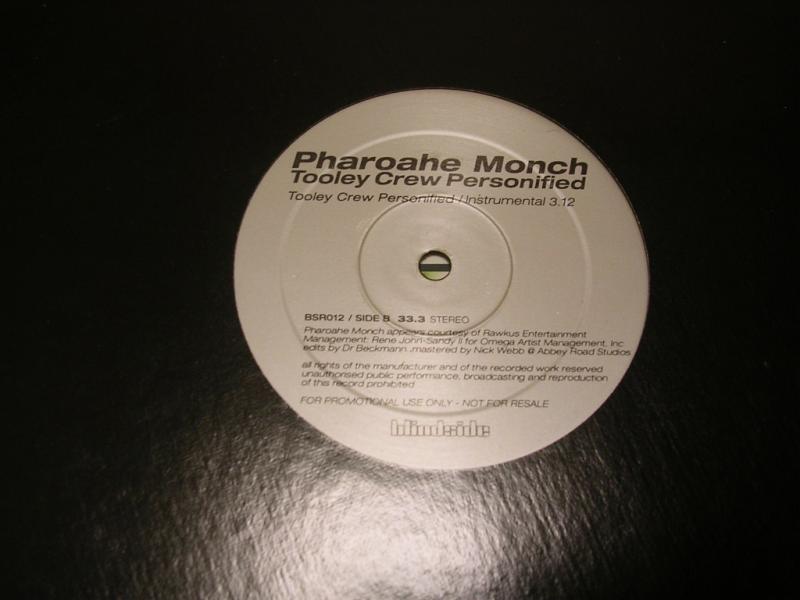 Pharoahe Monch
Tooley Crew Personified
Tooley Crew Personified / Instrumental 3.12
BSR012 / SIDE B 33.3 STEREO
Pharoahe Monch appears courtesy of Rawkus Entertainment
Management: Rene John-Sandy II for Omega Artist Management, Inc
edits by Dr Beckmann .mastered by Nick Webb @ Abbey Road Studios
all rights of the manufacturer and of the recorded work reserved
unauthorised public performance, broadcasting and reproduction
of this record prohibited
FOR PROMOTIONAL USE ONLY - NOT FOR RESALE
blindside